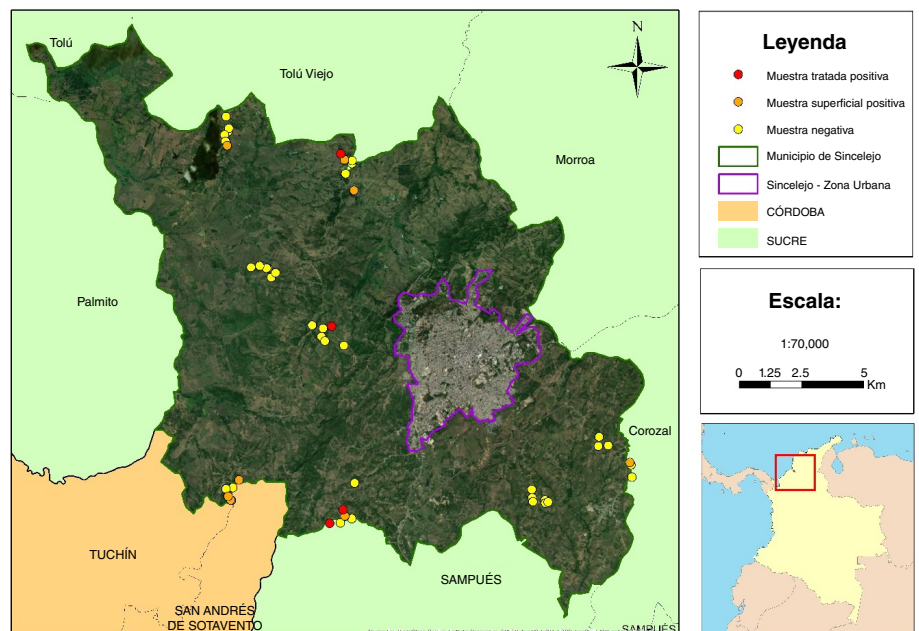 Tolú
Tolú Viejo
N
Morroa
Palmito
Corozal
TUCHÍN
SAMPUÉS
SAN ANDRÉS
DE SOTAVENTO
SAMPUÉS
Leyenda
Muestra tratada positiva
Muestra superficial positiva
Muestra negativa
Municipio de Sincelejo
Sincelejo - Zona Urbana
CÓRDOBA
SUCRE
Escala:
1:70,000
0 1.25 2.5 5
Km